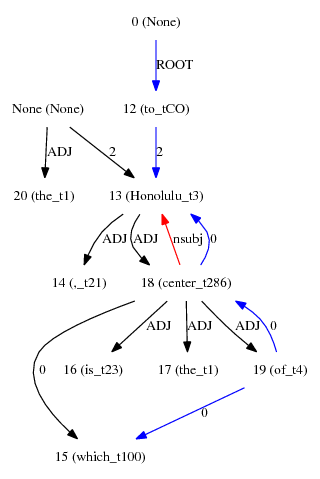 0 (None)
ROOT
None (None) 12 (to_tCO)
ADJ 2 2
20 (the_t1) 13 (Honolulu_t3)
ADJ ADJ nsubj 0
14 (,_t21) 18 (center_t286)
ADJ ADJ ADJ 0
0 16 (is_t23) 17 (the_t1) 19 (of_t4)
0
15 (which_t100)